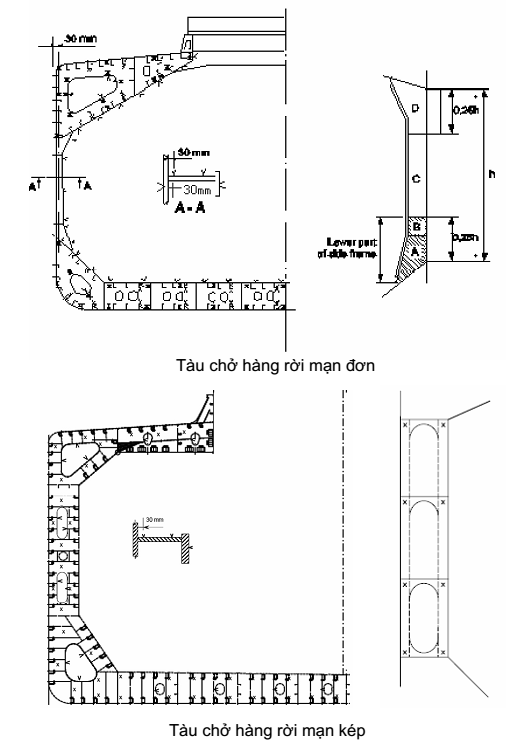 30 mm
30 mm
30mm
A
A
A - A
D
0,25h
C
h
B
A
0,25h
Lower part
of side frame
Tàu chở hàng rời mạn đơn
30 mm
Tàu chở hàng rời mạn kép